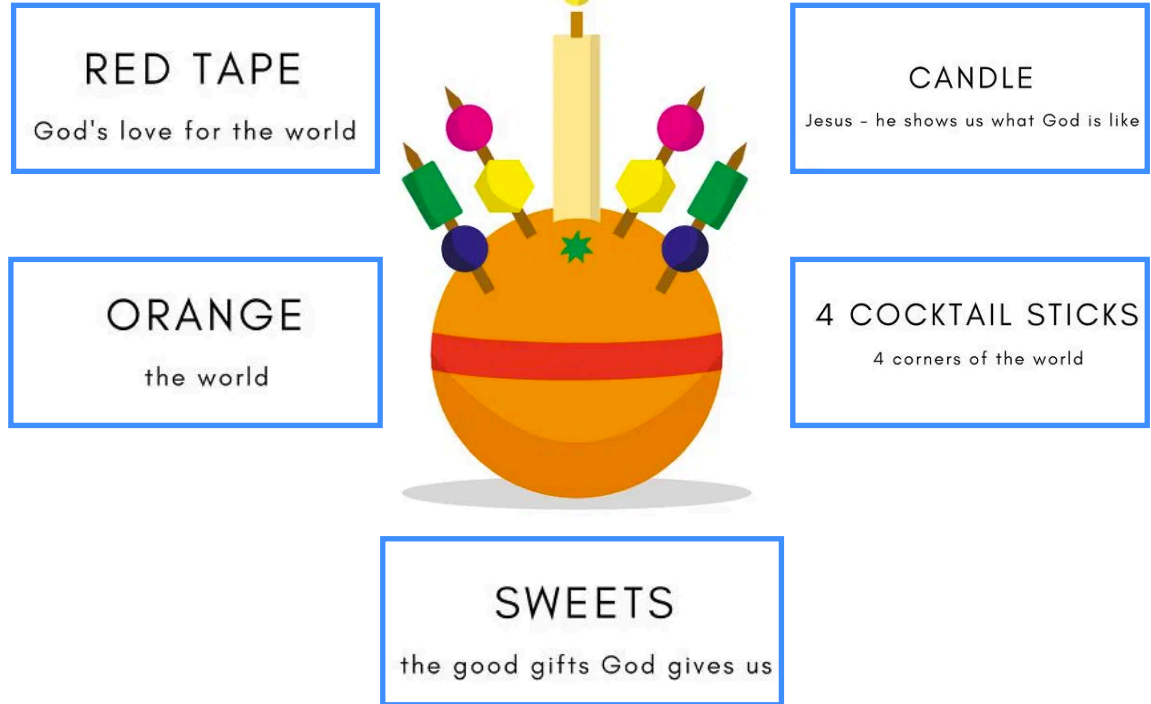 RED TAPE
God's love for the world
CANDLE
Jesus - he shows us what God is like
ORANGE
the world
4 COCKTAIL STICKS
4 corners of the world
SWEETS
the good gifts God gives us